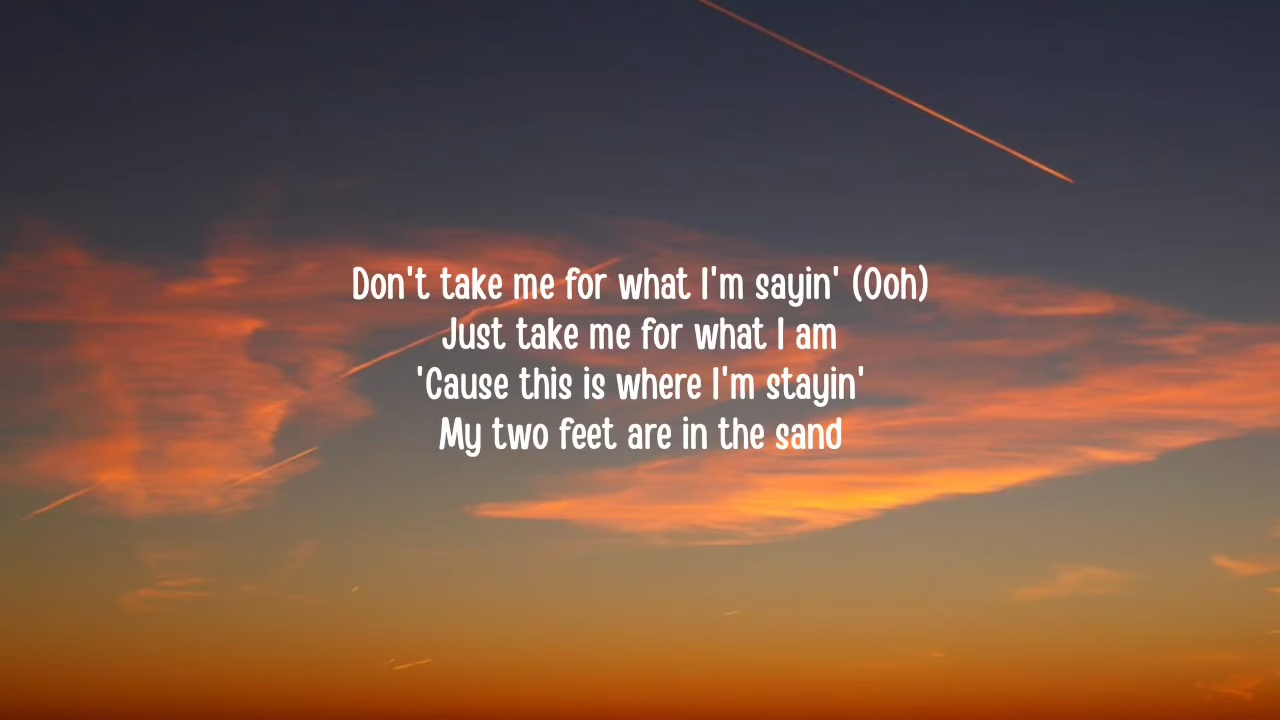 Don't take me for what I'm sayin' (Ooh)
Just take me for what I am
'Cause this is where I'm stayin'
My two feet are in the sand